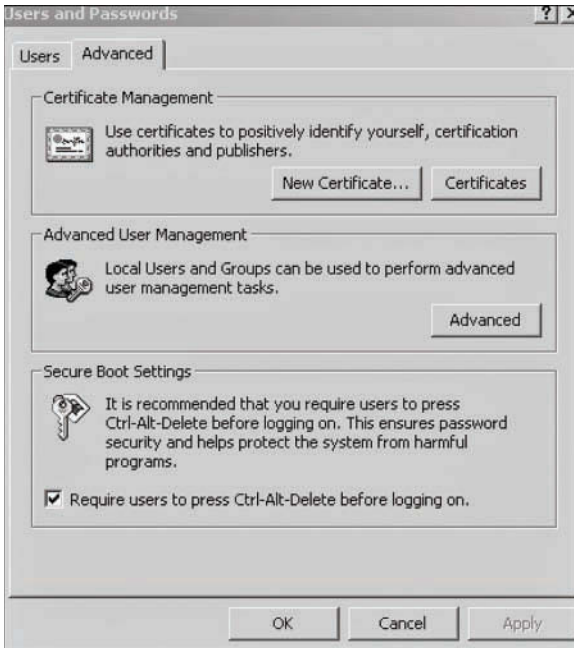 Users and Passwords
Users
Advanced
Certificate Management
Use certificates to positively identify yourself, certification
authorities and publishers.
New Certificate...
Certificates
Advanced User Management
Local Users and Groups can be used to perform advanced
user management tasks.
Advanced
Secure Boot Settings
It is recommended that you require users to press
Ctrl-Alt-Delete before logging on. This ensures password
security and helps protect the system from harmful
programs.
Require users to press Ctrl-Alt-Delete before logging on.
OK
Cancel
Apply